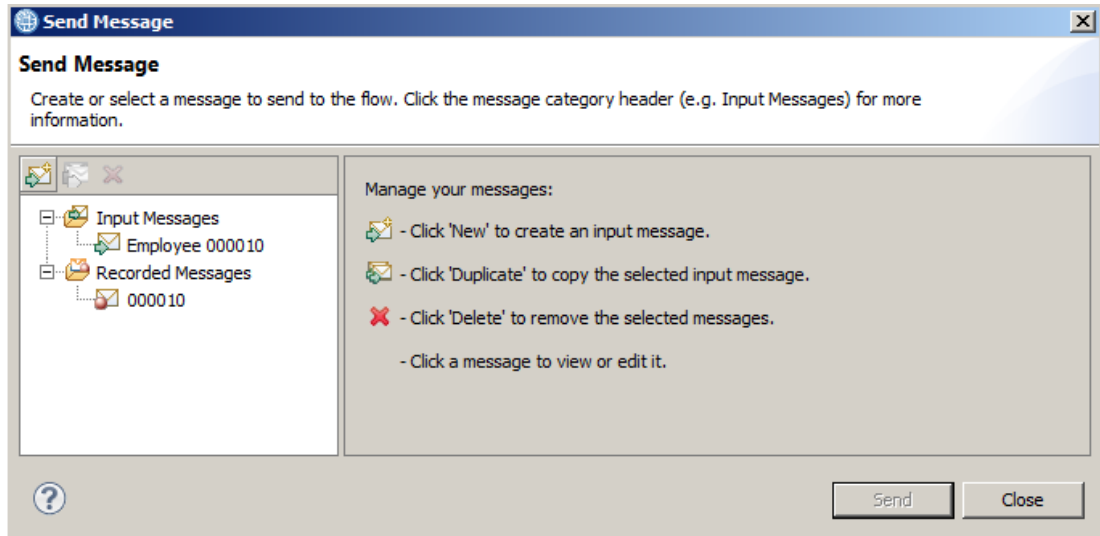 Send Message
Send Message
Create or select a message to send to the flow. Click the message category header (e.g. Input Messages) for more
information.
Manage your messages:
Input Messages
- Click 'New' to create an input message.
Employee 000010
Recorded Messages
- Click 'Duplicate' to copy the selected input message.
000010
- Click 'Delete' to remove the selected messages.
- Click a message to view or edit it.
?
Send
Close